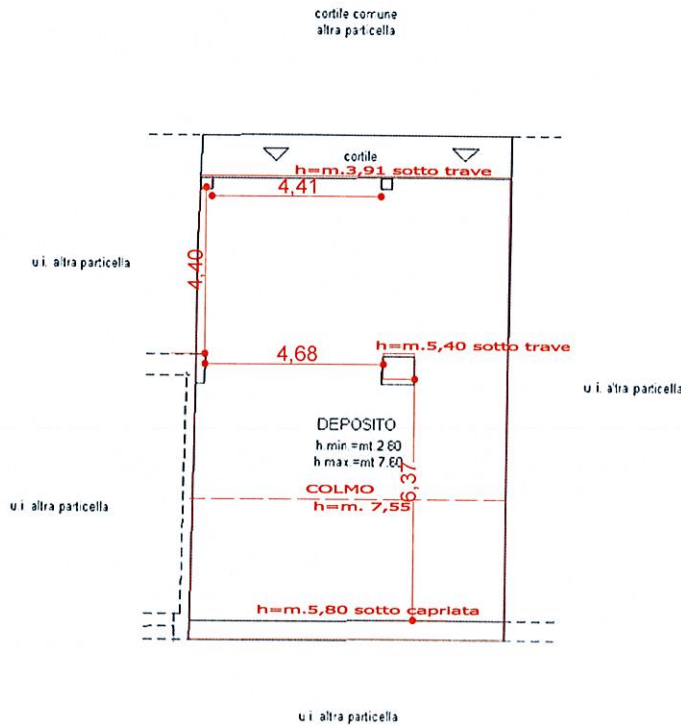 cortile comune
altra particella
cortile
h=m.3,91 sotto trave
4,41
4,40
u.i. altra particella
4,68
h=m.5,40 sotto trave
u.i. altra particella
DEPOSITO
h.min.=mt.2.80
h.max.=mt.7.60
6,37
COLMO
h=m. 7,55
u.i. altra particella
h=m.5,80 sotto capriata
u.i. altra particella